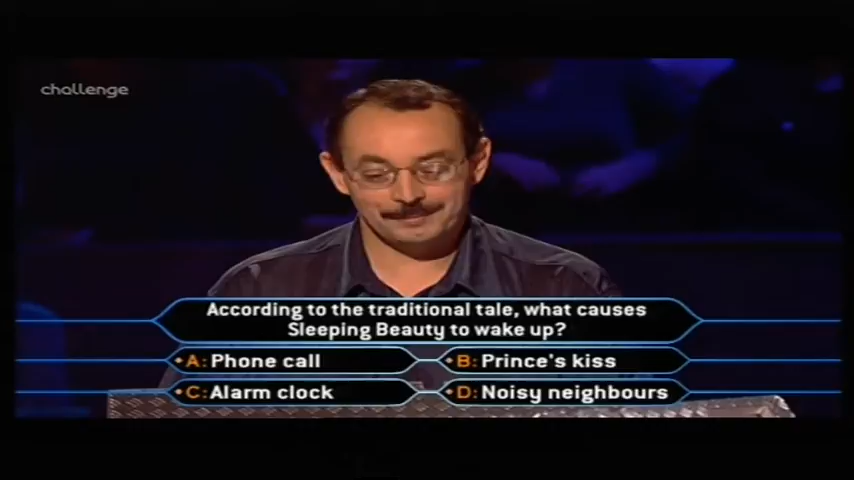 challenge
According to the traditional tale, what causes
Sleeping Beauty to wake up?
A: Phone call
B: Prince's kiss
C: Alarm clock
D: Noisy neighbours